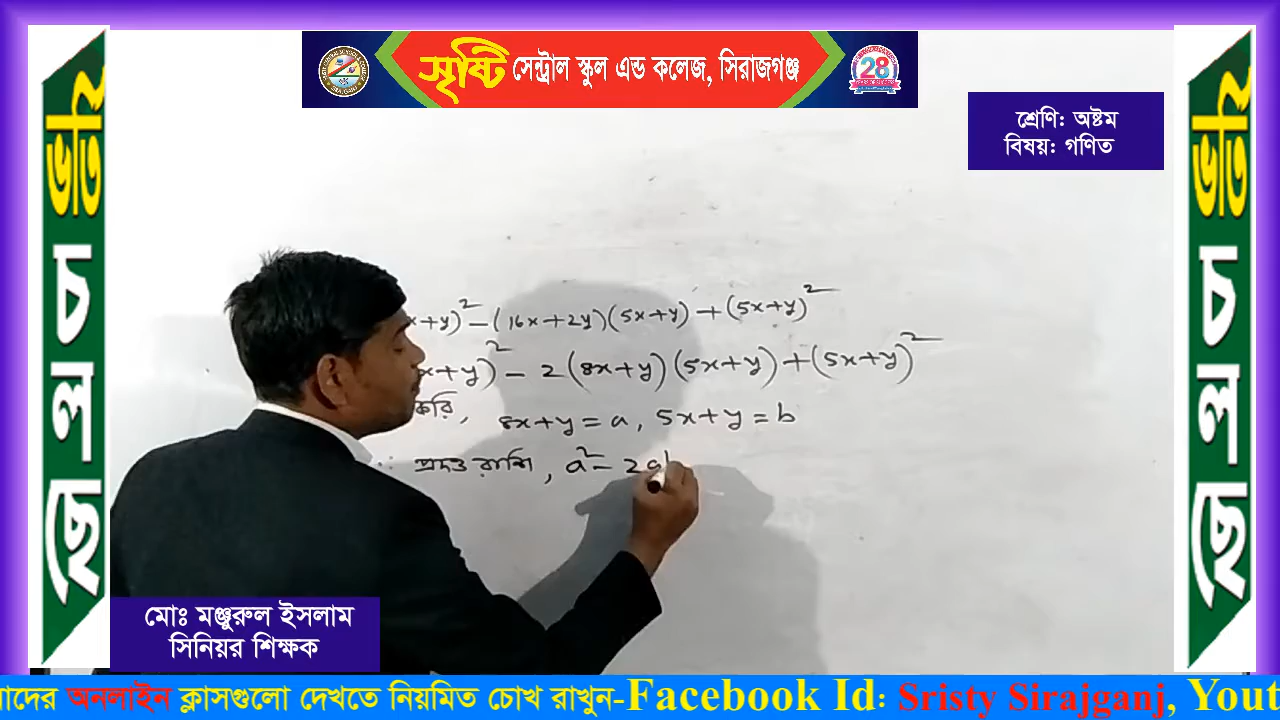 সৃষ্টি সেন্ট্রাল স্কুল এন্ড কলেজ, সিরাজগঞ্জ
28
শ্রেণি: অষ্টম
বিষয়: গণিত
ভর্তি চলছে
ভর্তি চলছে
x+y)² - (16x+2y)(5x+y) + (5x+y)²
x+y)² - 2(8x+y)(5x+y) + (5x+y)²
করি, 8x+y = a, 5x+y = b
∴ প্রদত্ত রাশি, a² - 2ab
মোঃ মঞ্জুরুল ইসলাম
সিনিয়র শিক্ষক
াদের অনলাইন ক্লাসগুলো দেখতে নিয়মিত চোখ রাখুন-Facebook Id: Sristy Sirajganj, Yout